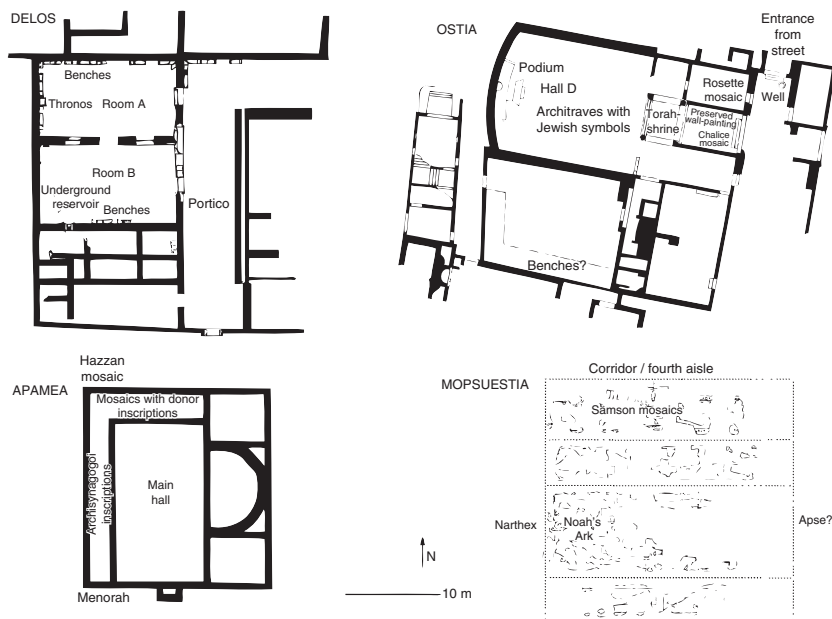 DELOS
Benches
Thronos Room A
Room B
Underground
reservoir
Benches
Portico
OSTIA
Entrance
from
street
Podium
Hall D
Architraves with
Jewish symbols
Torah-
shrine
Rosette
mosaic
Well
Preserved
wall-painting
Chalice
mosaic
Benches?
APAMEA
Hazzan
mosaic
Mosaics with donor
inscriptions
Archisynagogoi
inscriptions
Main
hall
Menorah
N
10 m
MOPSUESTIA
Corridor / fourth aisle
Samson mosaics
Narthex
Noah's
Ark
Apse?